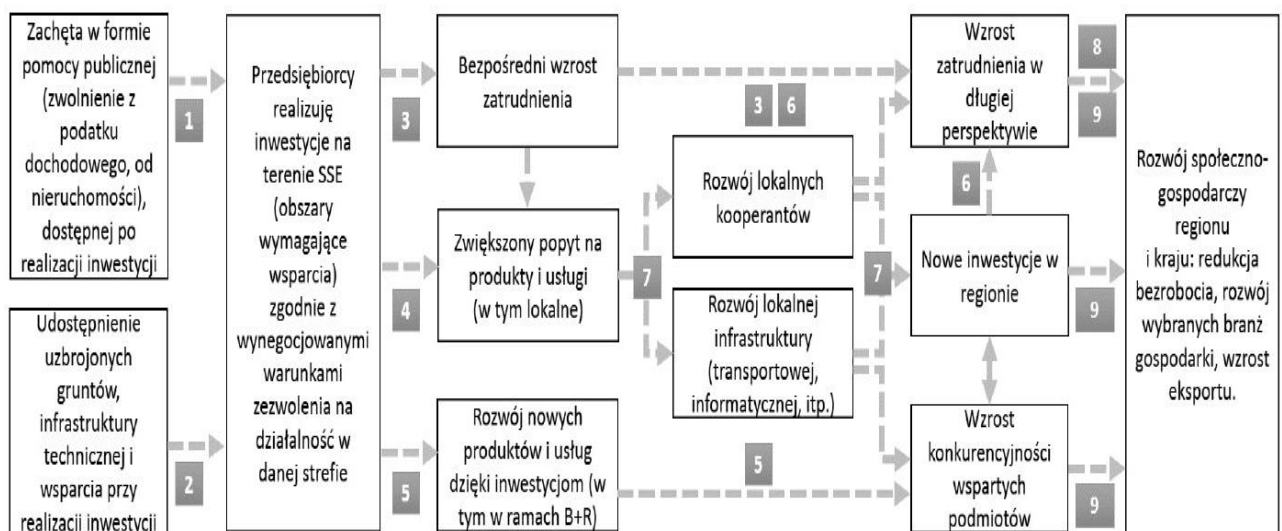 Zachęta w formie
pomocy publicznej
(zwolnienie z
podatku
dochodowego, od
nieruchomości),
dostępnej po
realizacji inwestycji
1
Udostępnienie
uzbrojonych
gruntów,
infrastruktury
technicznej i
wsparcia przy
realizacji inwestycji
2
Przedsiębiorcy
realizuję
inwestycje na
terenie SSE
(obszary
wymagające
wsparcia)
zgodnie z
wynegocjowanymi
warunkami
zezwolenia na
działalność w
danej strefie
3
4
5
Bezpośredni wzrost
zatrudnienia
Zwiększony popyt na
produkty i usługi
(w tym lokalne)
Rozwój nowych
produktów i usług
dzięki inwestycjom (w
tym w ramach B+R)
7
3 6
Rozwój lokalnych
kooperantów
Rozwój lokalnej
infrastruktury
(transportowej,
informatycznej, itp.)
5
7
Wzrost
zatrudnienia w
długiej
perspektywie
6
Nowe inwestycje w
regionie
Wzrost
konkurencyjności
wspartych
podmiotów
8
9
9
9
Rozwój społeczno-
gospodarczy
regionu
i kraju: redukcja
bezrobocia, rozwój
wybranych branż
gospodarki, wzrost
eksportu.